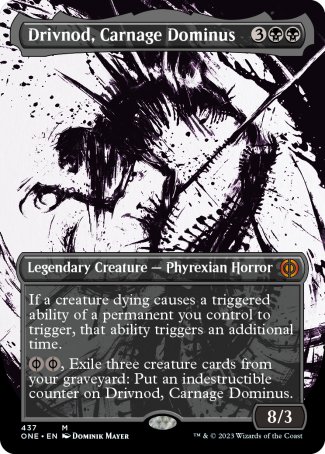 Drivnod, Carnage Dominus 3
Legendary Creature — Phyrexian Horror
If a creature dying causes a triggered
ability of a permanent you control to
trigger, that ability triggers an additional
time.
, Exile three creature cards from
your graveyard: Put an indestructible
counter on Drivnod, Carnage Dominus.
8/3
437 M
ONE • EN Dominik Mayer
™ & © 2023 Wizards of the Coast